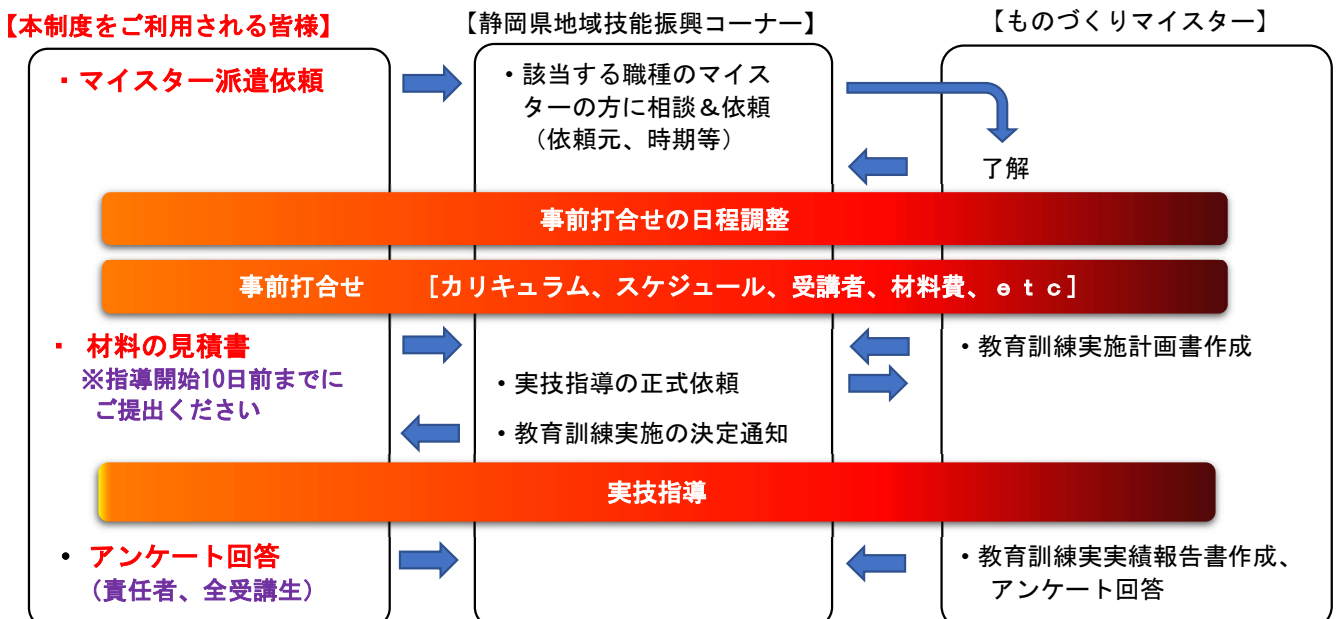 【本制度をご利用される皆様】
【静岡県地域技能振興コーナー】
【ものづくりマイスター】
・マイスター派遣依頼
・該当する職種のマイス
ターの方に相談＆依頼
（依頼元、時期等）
了解
事前打合せの日程調整
事前打合せ　　［カリキュラム、スケジュール、受講者、材料費、ｅｔｃ］
・材料の見積書
※指導開始10日前までに
ご提出ください
・教育訓練実施計画書作成
・実技指導の正式依頼
・教育訓練実施の決定通知
実技指導
・アンケート回答
（責任者、全受講生）
・教育訓練実実績報告書作成、
アンケート回答